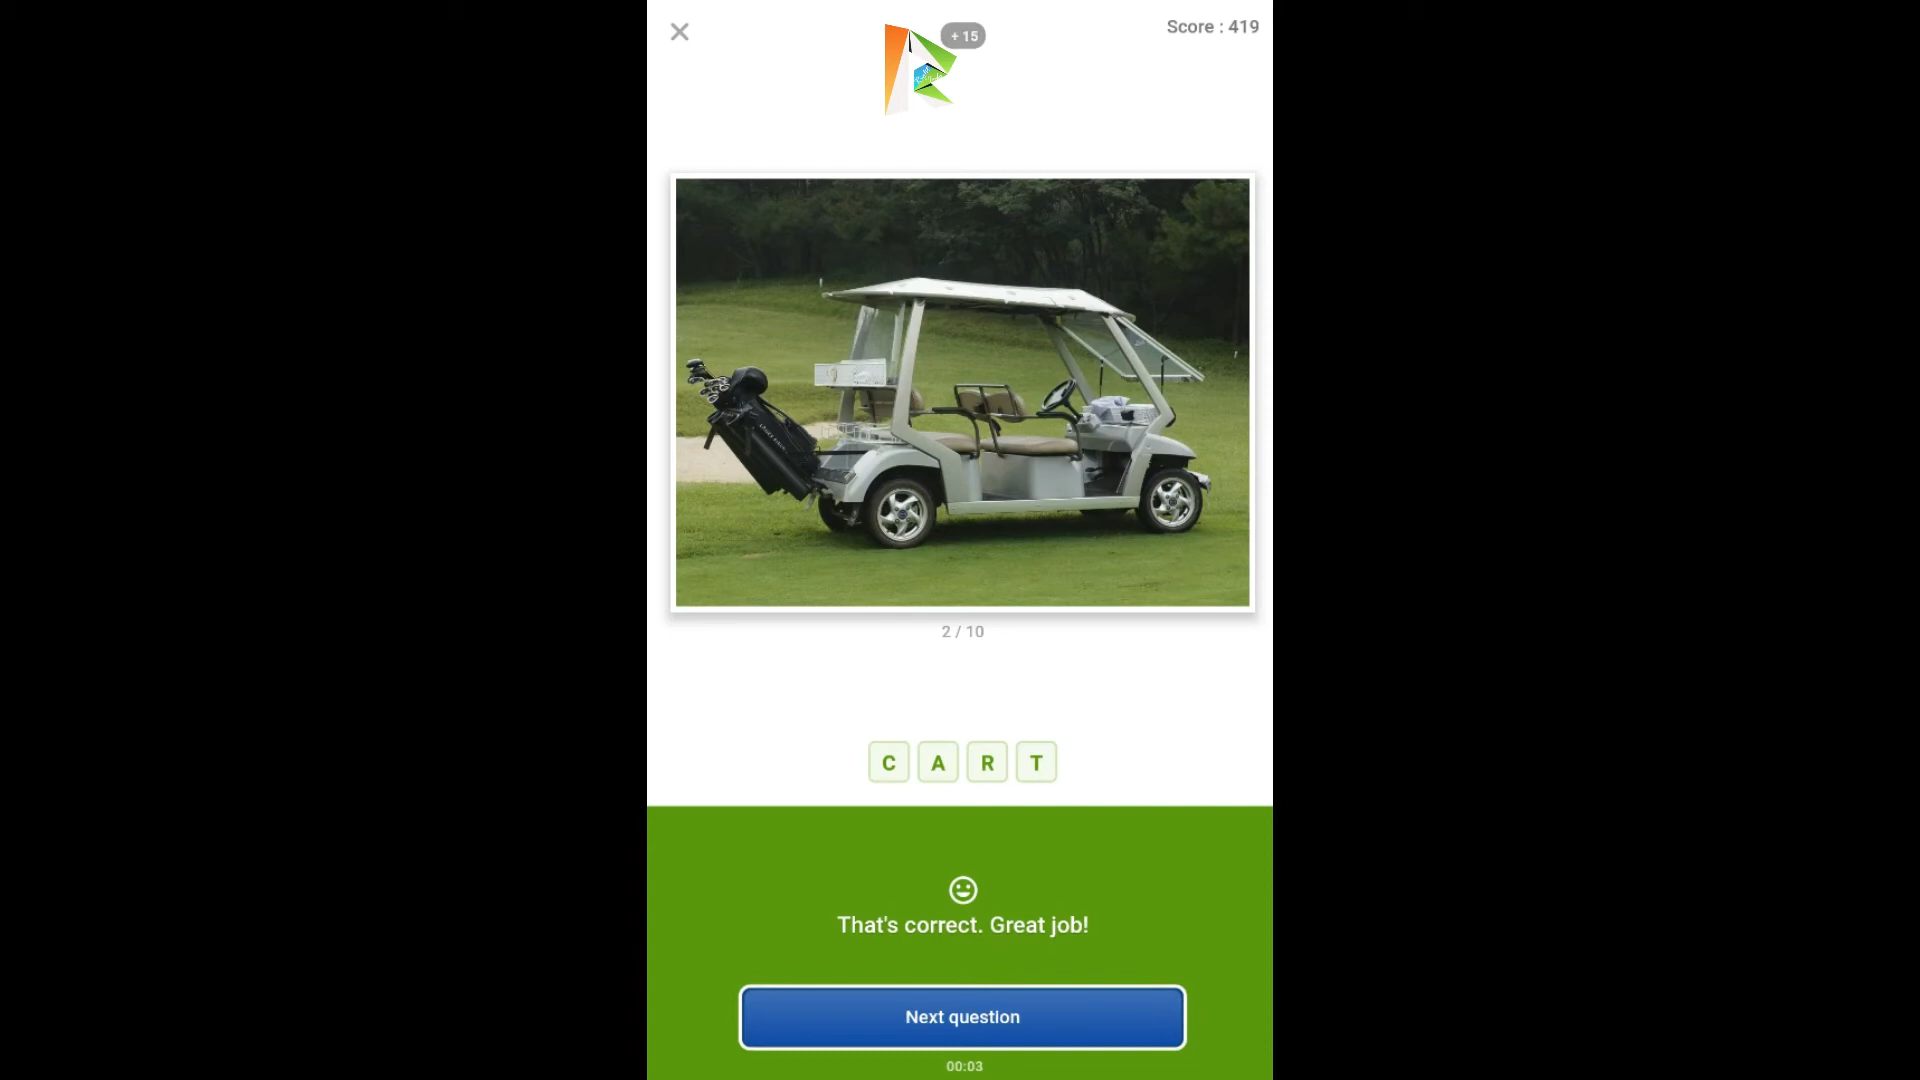 + 15
Score : 419
2 / 10
C A R T
That's correct. Great job!
Next question
00:03